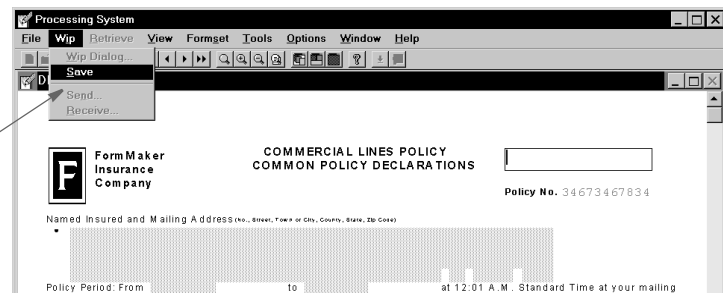 Processing System
File Wip Retrieve View Formset Tools Options Window Help
Wip Dialog...
Save
D
Send...
Receive...
FormMaker
Insurance
Company
F
COMMERCIAL LINES POLICY
COMMON POLICY DECLARATIONS
Policy No. 34673467834
Named Insured and Mailing Address (No., Street, Town or City, County, State, Zip Code)
Policy Period: From to at 12:01 A.M. Standard Time at your mailing